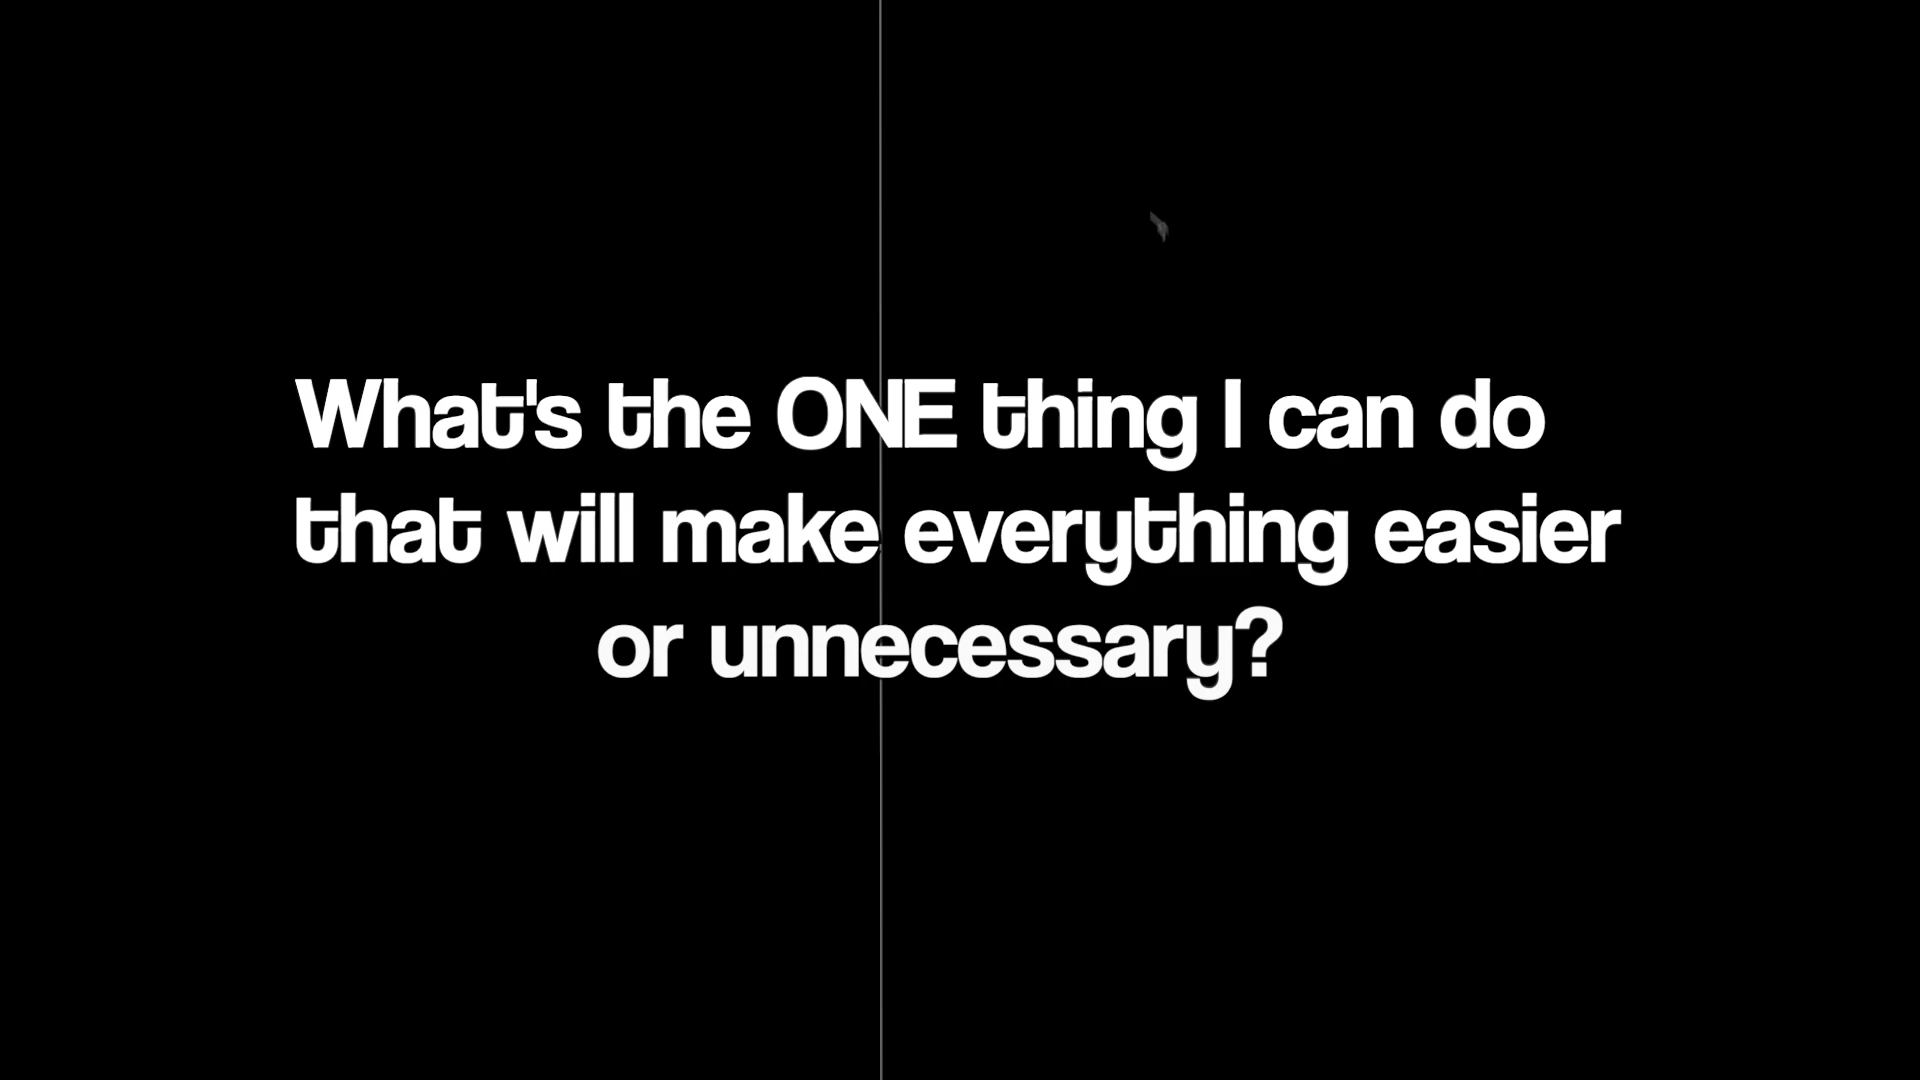 What's the ONE thing I can do
that will make everything easier
or unnecessary?